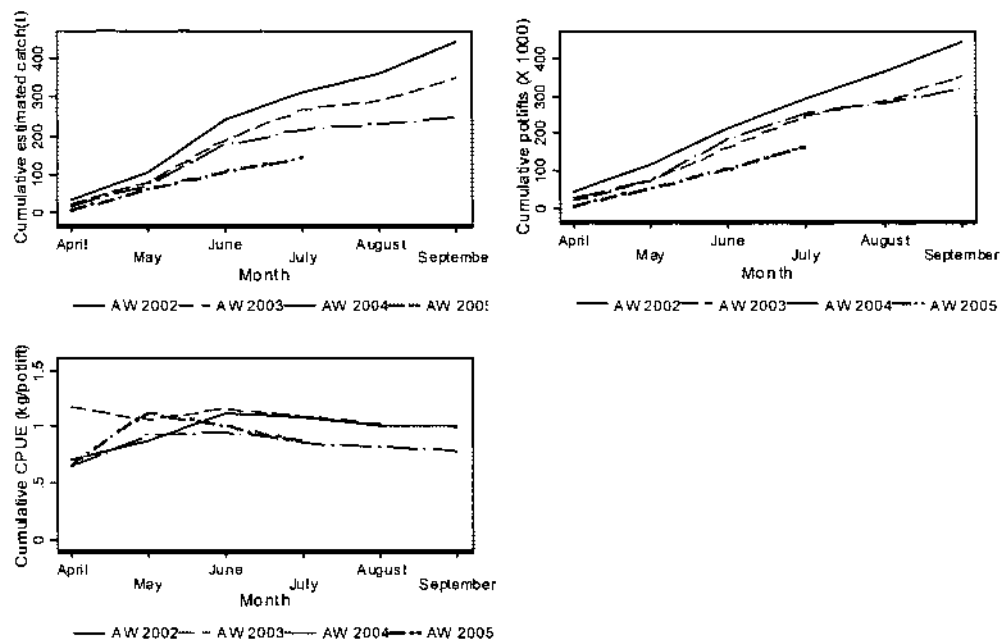 Cumulative estimated catch(t)
0 100 200 300 400
April
May
June
July
August
September
Month
AW 2002 AW 2003 AW 2004 AW 2005
Cumulative potlifts (X 1000)
0 100 200 300 400
April
May
June
July
August
September
Month
AW 2002 AW 2003 AW 2004 AW 2005
Cumulative CPUE (kg/potlift)
0 .5 1 1.5
April
May
June
July
August
September
Month
AW 2002 AW 2003 AW 2004 AW 2005